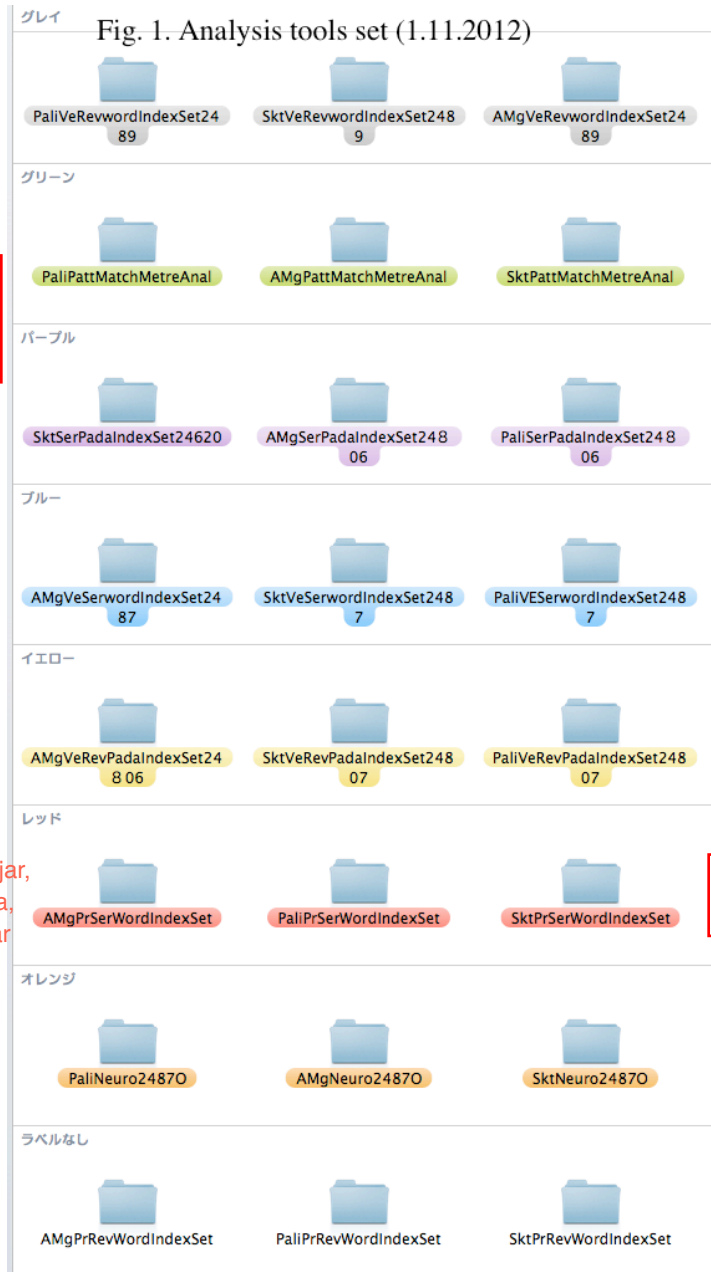 グレイ
Fig. 1. Analysis tools set (1.11.2012)
PaliVeRevwordIndexSet24
89
SktVeRevwordIndexSet248
9
AMgVeRevwordIndexSet24
89
グリーン
PaliPattMatchMetreAnal
AMgPattMatchMetreAnal
SktPattMatchMetreAnal
パープル
SktSerPadaIndexSet24620
AMgSerPadaIndexSet248
06
PaliSerPadaIndexSet248
06
ブルー
AMgVeSerwordIndexSet24
87
SktVeSerwordIndexSet248
7
PaliVESerwordIndexSet248
7
イエロー
AMgVeRevPadaIndexSet24
8 06
SktVeRevPadaIndexSet248
07
PaliVeRevPadaIndexSet248
07
レッド
jar,
a,
ar
AMgPrSerWordIndexSet
PaliPrSerWordIndexSet
SktPrSerWordIndexSet
オレンジ
PaliNeuro2487O
AMgNeuro2487O
SktNeuro2487O
ラベルなし
AMgPrRevWordIndexSet
PaliPrRevWordIndexSet
SktPrRevWordIndexSet